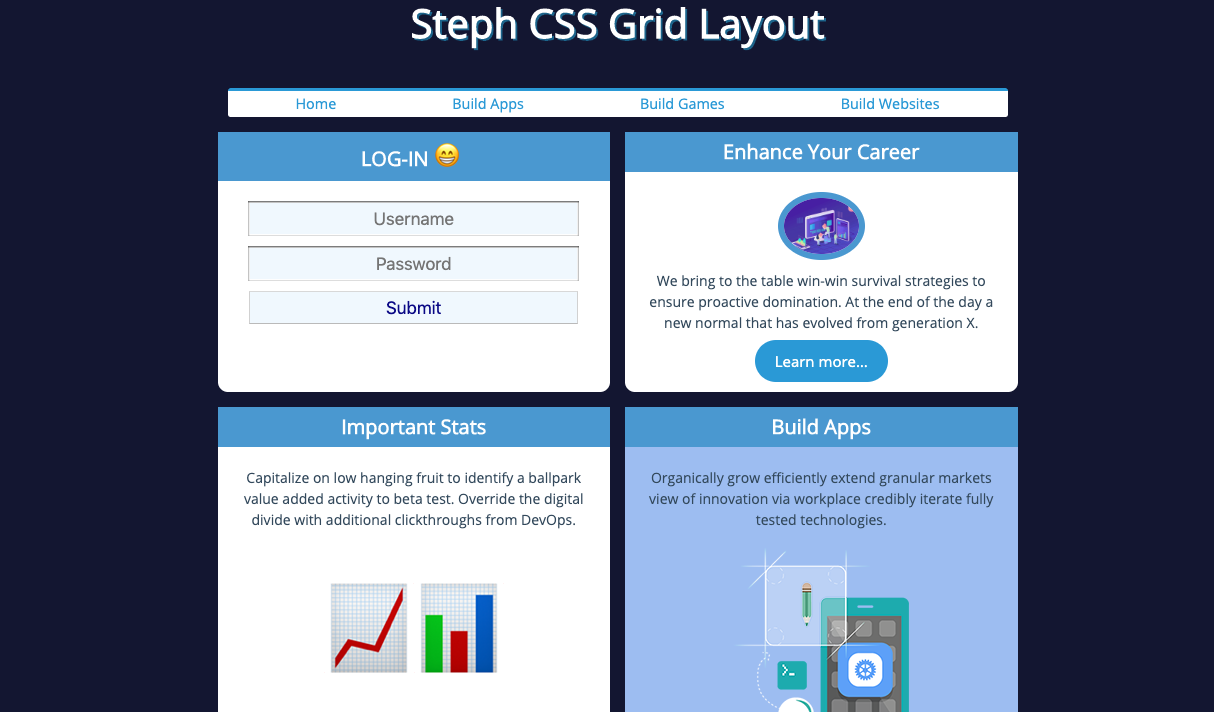 Steph CSS Grid Layout
Home Build Apps Build Games Build Websites
LOG-IN 😁
Username
Password
Submit
Enhance Your Career
We bring to the table win-win survival strategies to
ensure proactive domination. At the end of the day a
new normal that has evolved from generation X.
Learn more...
Important Stats
Capitalize on low hanging fruit to identify a ballpark
value added activity to beta test. Override the digital
divide with additional clickthroughs from DevOps.
Build Apps
Organically grow efficiently extend granular markets
view of innovation via workplace credibly iterate fully
tested technologies.